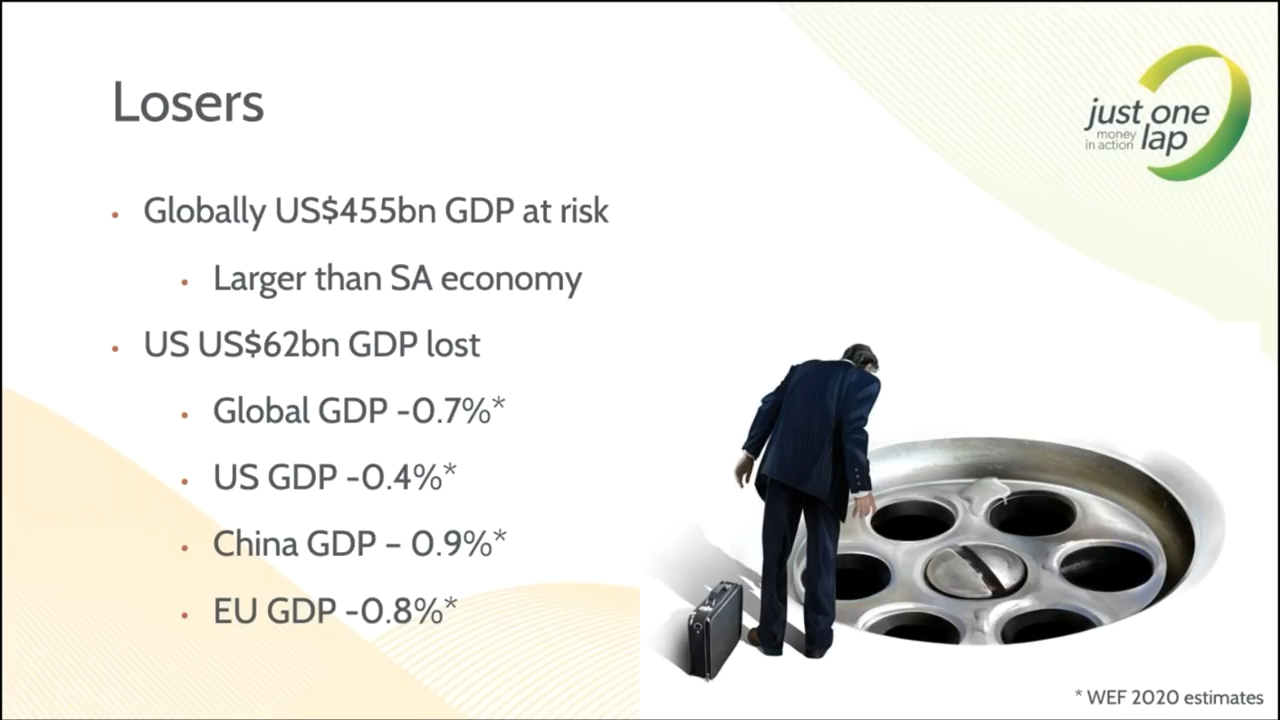 Losers
just one
money
in action lap
• Globally US$455bn GDP at risk
• Larger than SA economy
• US US$62bn GDP lost
• Global GDP -0.7%*
• US GDP -0.4%*
• China GDP – 0.9%*
• EU GDP -0.8%*
* WEF 2020 estimates